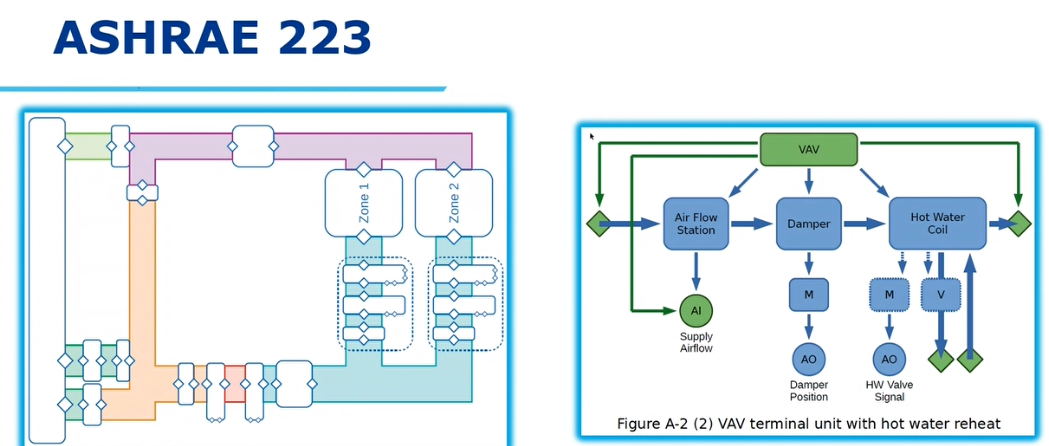 ASHRAE 223
Zone 1
Zone 2
VAV
Air Flow
Station
Damper
Hot Water
Coil
M
M
V
AI
Supply
Airflow
AO
Damper
Position
AO
HW Valve
Signal
Figure A-2 (2) VAV terminal unit with hot water reheat